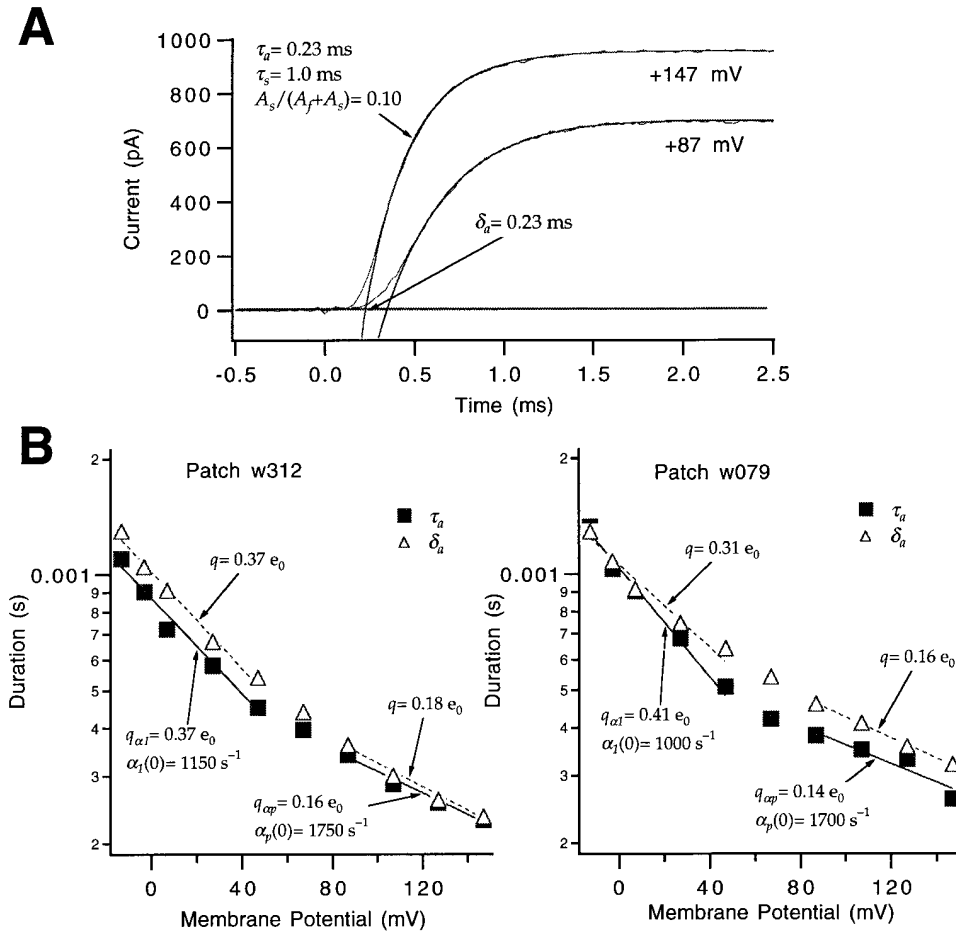 A
1000
800
600
400
200
0
Current (pA)
τₐ= 0.23 ms
τₛ= 1.0 ms
Aₛ/(A_f+Aₛ)= 0.10
+147 mV
+87 mV
δₐ= 0.23 ms
-0.5
0.0
0.5
1.0
1.5
2.0
2.5
Time (ms)
B
Patch w312
2
0.001
9
8
7
6
5
4
3
2
Duration (s)
τₐ
δₐ
q= 0.37 e₀
q= 0.18 e₀
q_α1= 0.37 e₀
α₁(0)= 1150 s⁻¹
q_αp= 0.16 e₀
αₚ(0)= 1750 s⁻¹
0
40
80
120
Membrane Potential (mV)
Patch w079
2
0.001
9
8
7
6
5
4
3
2
Duration (s)
τₐ
δₐ
q= 0.31 e₀
q= 0.16 e₀
q_α1= 0.41 e₀
α₁(0)= 1000 s⁻¹
q_αp= 0.14 e₀
αₚ(0)= 1700 s⁻¹
0
40
80
120
Membrane Potential (mV)